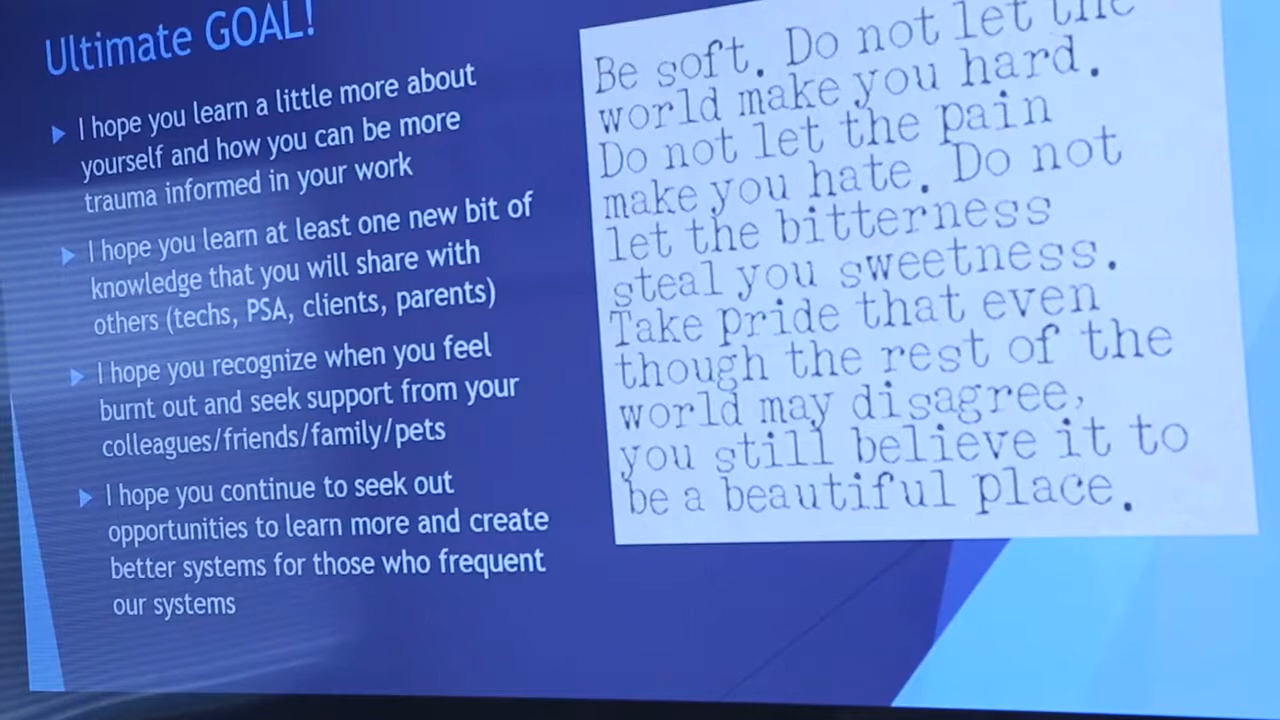 Ultimate GOAL!
I hope you learn a little more about
yourself and how you can be more
trauma informed in your work
I hope you learn at least one new bit of
knowledge that you will share with
others (techs, PSA, clients, parents)
I hope you recognize when you feel
burnt out and seek support from your
colleagues/friends/family/pets
I hope you continue to seek out
opportunities to learn more and create
better systems for those who frequent
our systems
Be soft. Do not let the
world make you hard.
Do not let the pain
make you hate. Do not
let the bitterness
steal you sweetness.
Take pride that even
though the rest of the
world may disagree,
you still believe it to
be a beautiful place.